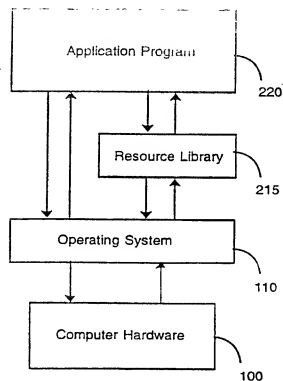 Application Program
220
Resource Library
215
Operating System
110
Computer Hardware
100